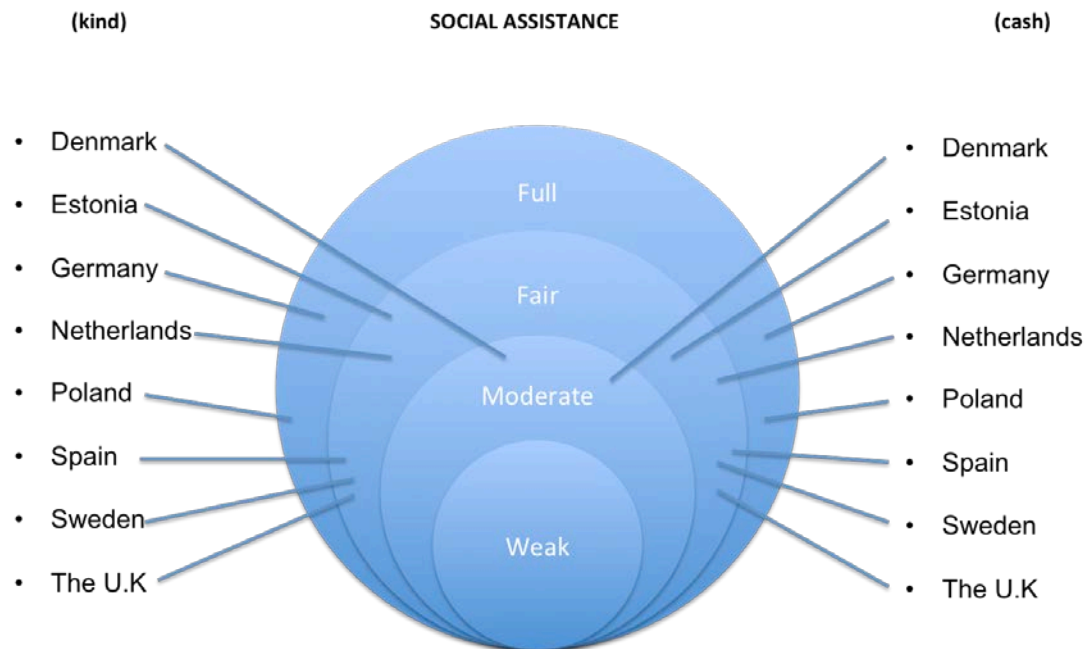 (kind) SOCIAL ASSISTANCE (cash)
• Denmark
• Estonia
• Germany
• Netherlands
• Poland
• Spain
• Sweden
• The U.K
Full
Fair
Moderate
Weak
• Denmark
• Estonia
• Germany
• Netherlands
• Poland
• Spain
• Sweden
• The U.K